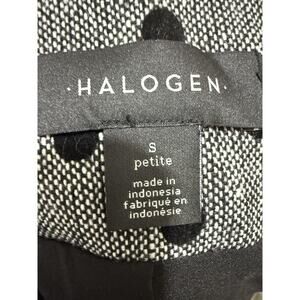 ·HALOGEN·
S
petite
made in
indonesia
fabriqué en
indonésie